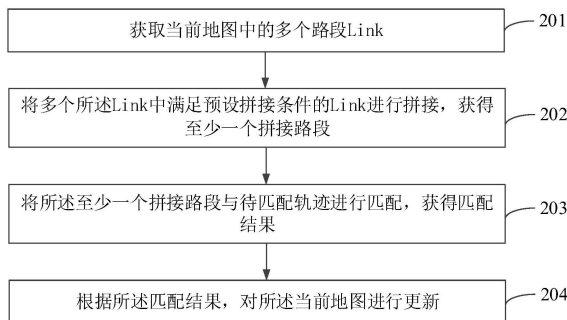 获取当前地图中的多个路段Link
201
将多个所述Link中满足预设拼接条件的Link进行拼接，获得
至少一个拼接路段
202
将所述至少一个拼接路段与待匹配轨迹进行匹配，获得匹配
结果
203
根据所述匹配结果，对所述当前地图进行更新
204